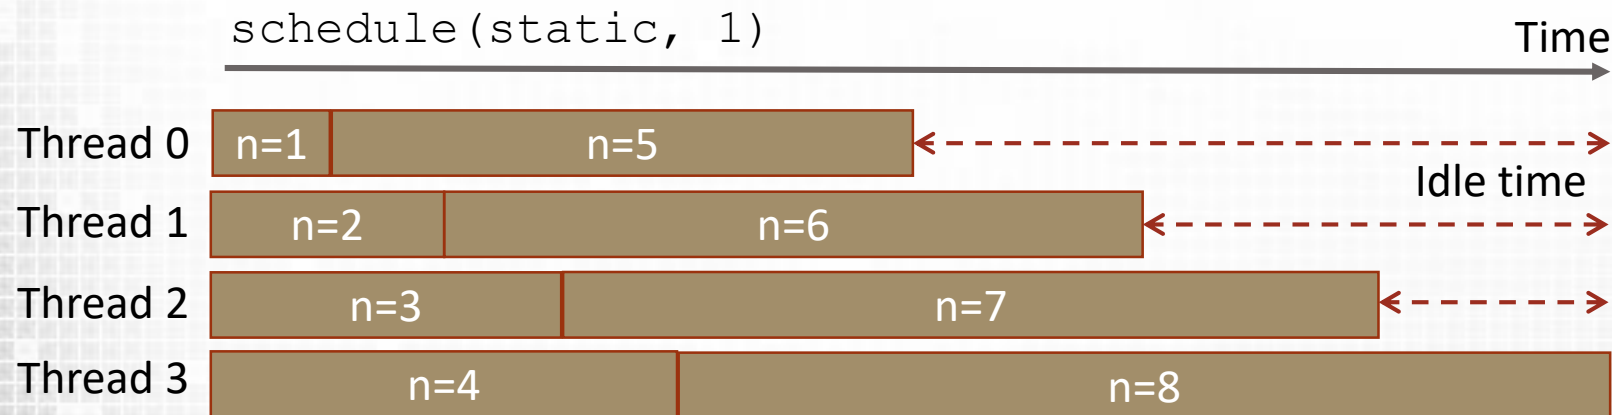 schedule(static, 1)
Time
Thread 0 n=1 n=5
Idle time
Thread 1 n=2 n=6
Thread 2 n=3 n=7
Thread 3 n=4 n=8